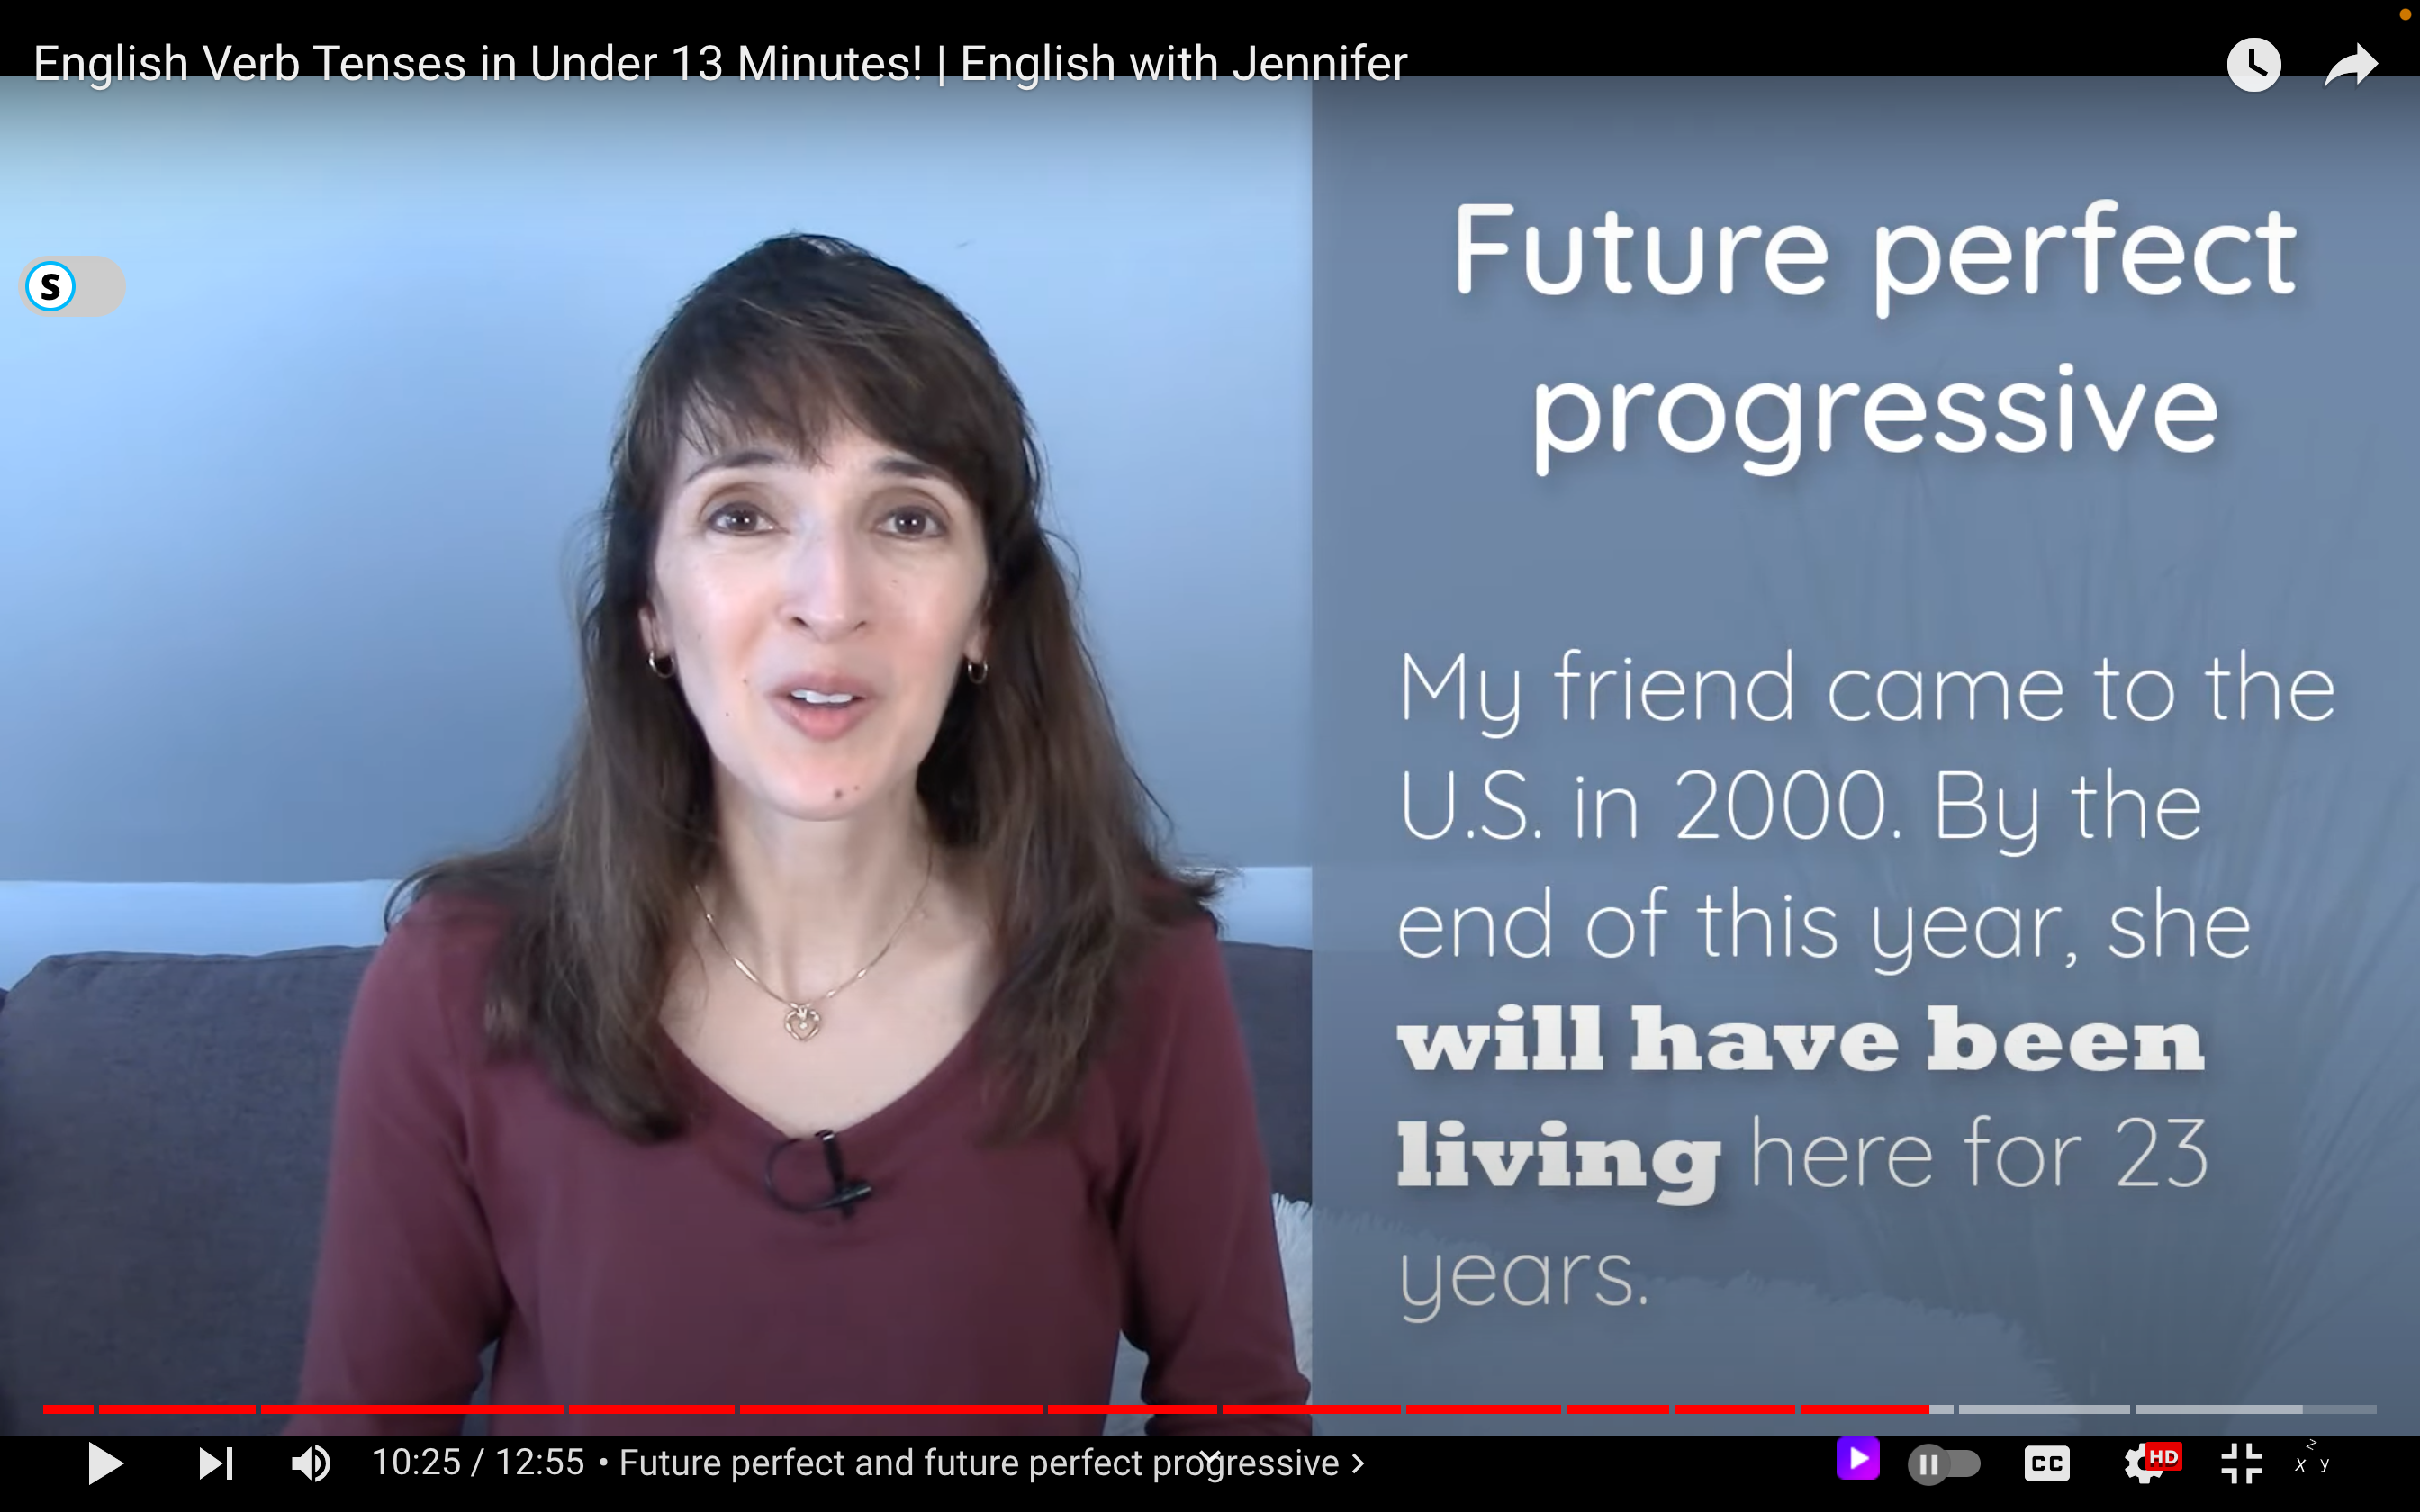 English Verb Tenses in Under 13 Minutes! | English with Jennifer
S
Future perfect
progressive
My friend came to the
U.S. in 2000. By the
end of this year, she
will have been
living here for 23
years.
10:25 / 12:55 • Future perfect and future perfect progressive >
CC
HD
x y